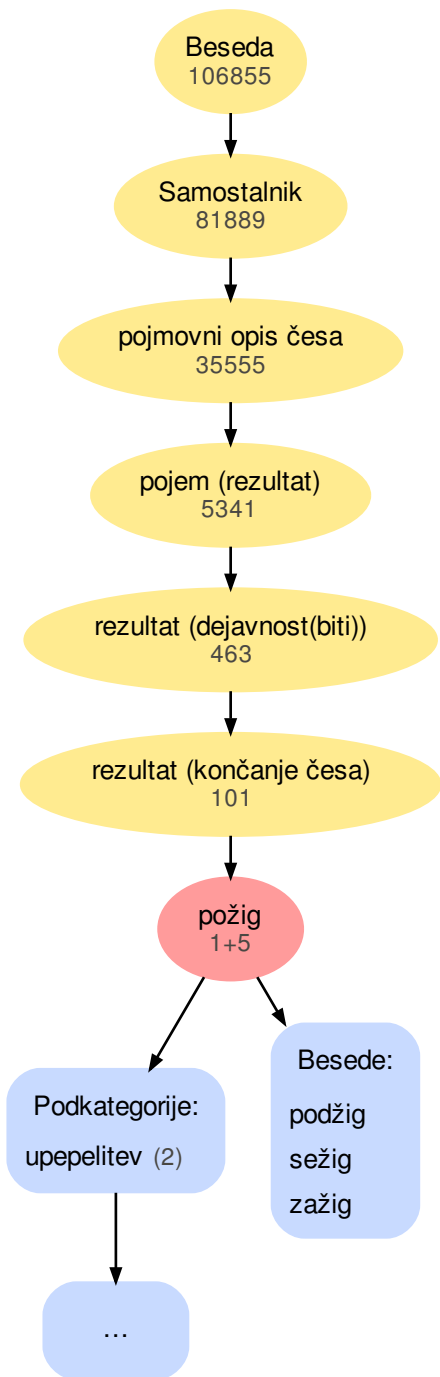 Beseda
106855
Samostalnik
81889
pojmovni opis česa
35555
pojem (rezultat)
5341
rezultat (dejavnost(biti))
463
rezultat (končanje česa)
101
požig
1+5
Podkategorije:
upepelitev (2)
Besede:
podžig
sežig
zažig
...